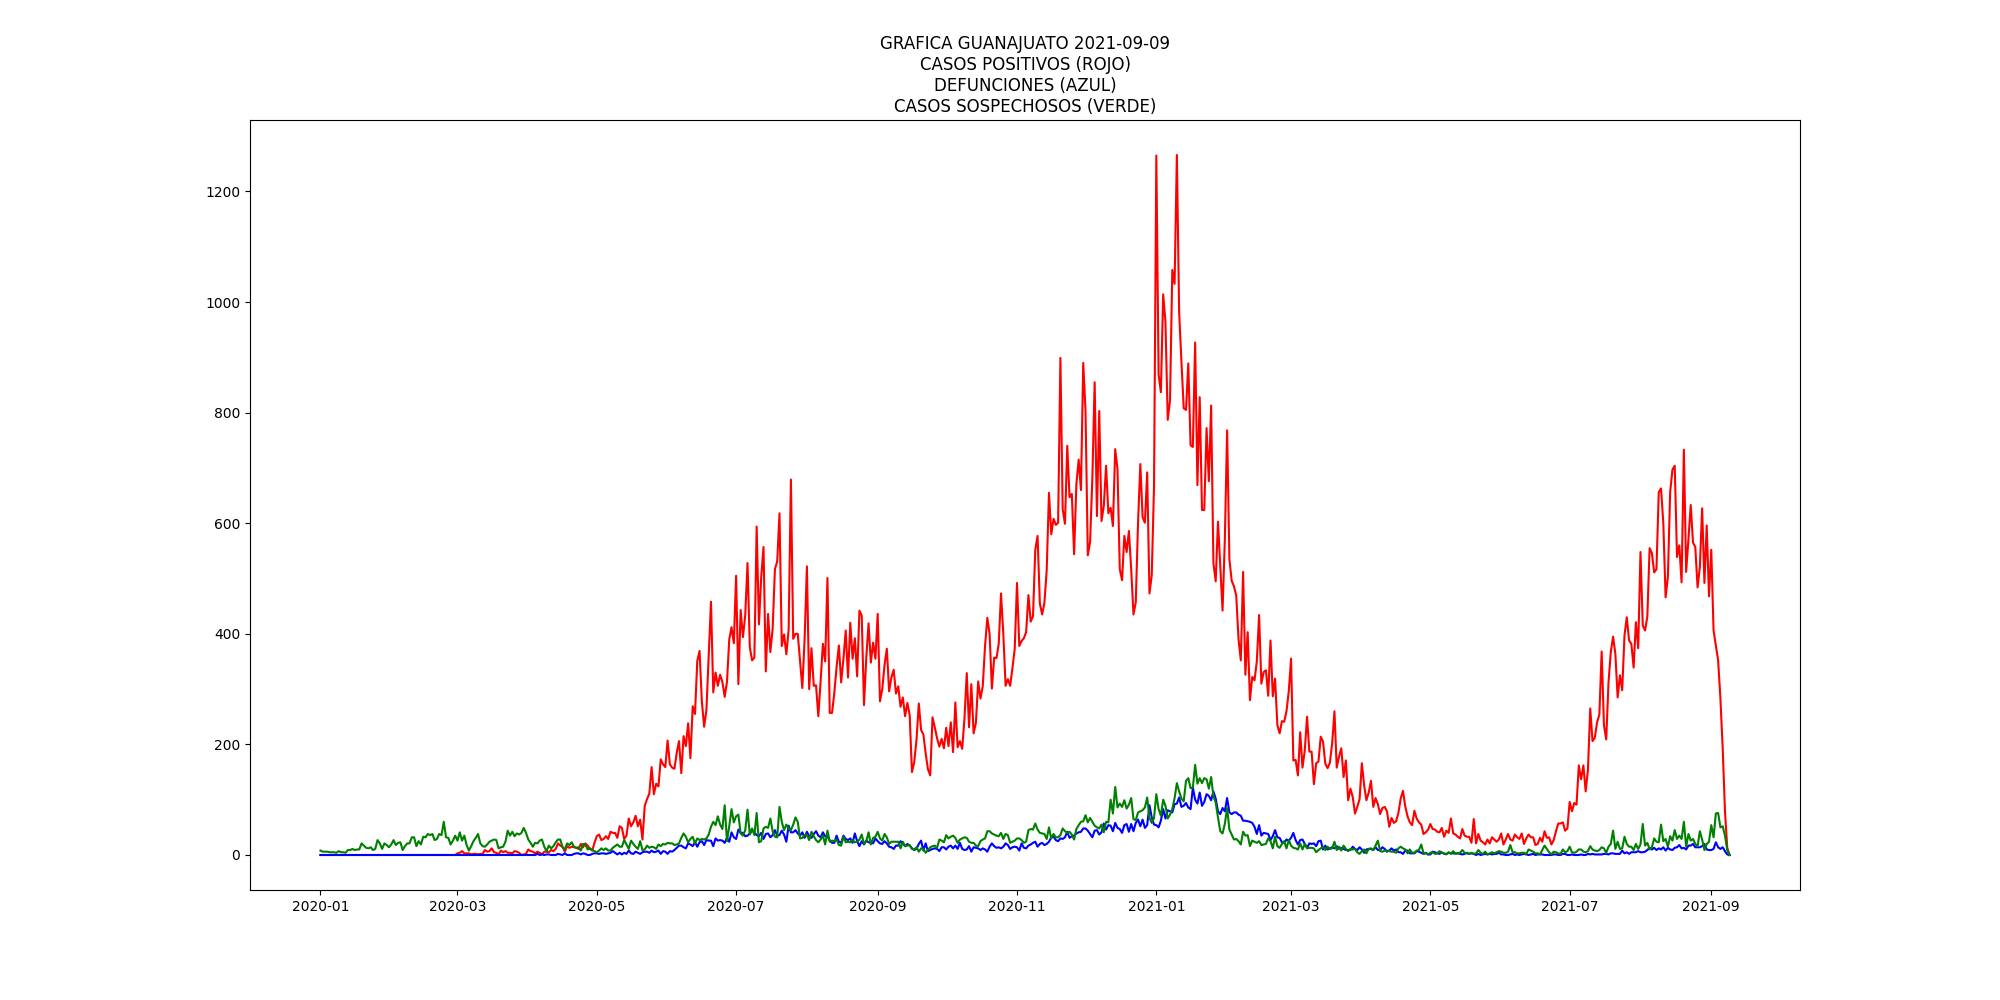 GRAFICA GUANAJUATO 2021-09-09
CASOS POSITIVOS (ROJO)
DEFUNCIONES (AZUL)
CASOS SOSPECHOSOS (VERDE)
1200
1000
800
600
400
200
0
2020-01 2020-03 2020-05 2020-07 2020-09 2020-11 2021-01 2021-03 2021-05 2021-07 2021-09